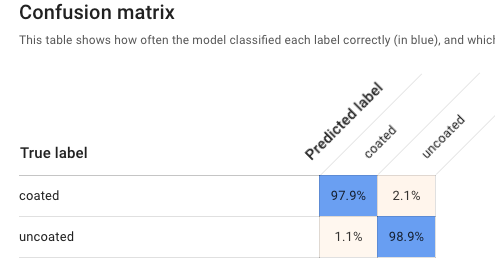 Confusion matrix
This table shows how often the model classified each label correctly (in blue), and which
Predicted label
coated
uncoated
True label
coated 97.9% 2.1%
uncoated 1.1% 98.9%